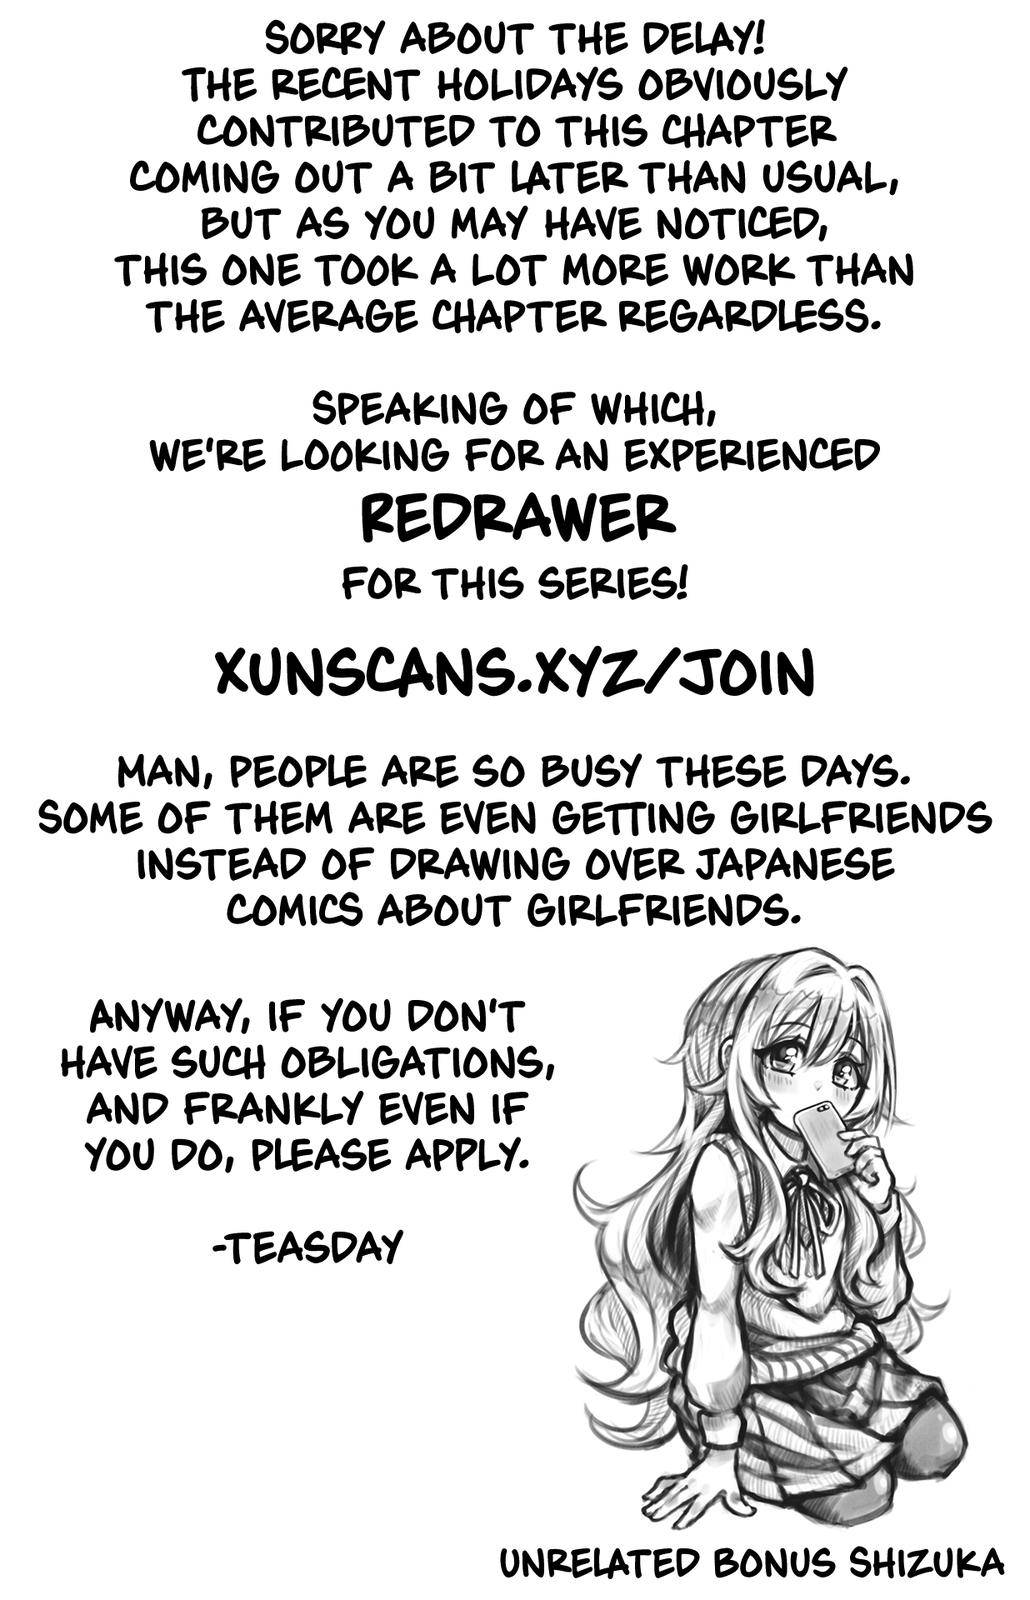 SORRY ABOUT THE DELAY!
THE RECENT HOLIDAYS OBVIOUSLY
CONTRIBUTED TO THIS CHAPTER
COMING OUT A BIT LATER THAN USUAL,
BUT AS YOU MAY HAVE NOTICED,
THIS ONE TOOK A LOT MORE WORK THAN
THE AVERAGE CHAPTER REGARDLESS.
SPEAKING OF WHICH,
WE'RE LOOKING FOR AN EXPERIENCED
REDRAWER
FOR THIS SERIES!
XUNSCANS.XYZ/JOIN
MAN, PEOPLE ARE SO BUSY THESE DAYS.
SOME OF THEM ARE EVEN GETTING GIRLFRIENDS
INSTEAD OF DRAWING OVER JAPANESE
COMICS ABOUT GIRLFRIENDS.
ANYWAY, IF YOU DON'T
HAVE SUCH OBLIGATIONS,
AND FRANKLY EVEN IF
YOU DO, PLEASE APPLY.
-TEASDAY
UNRELATED BONUS SHIZUKA